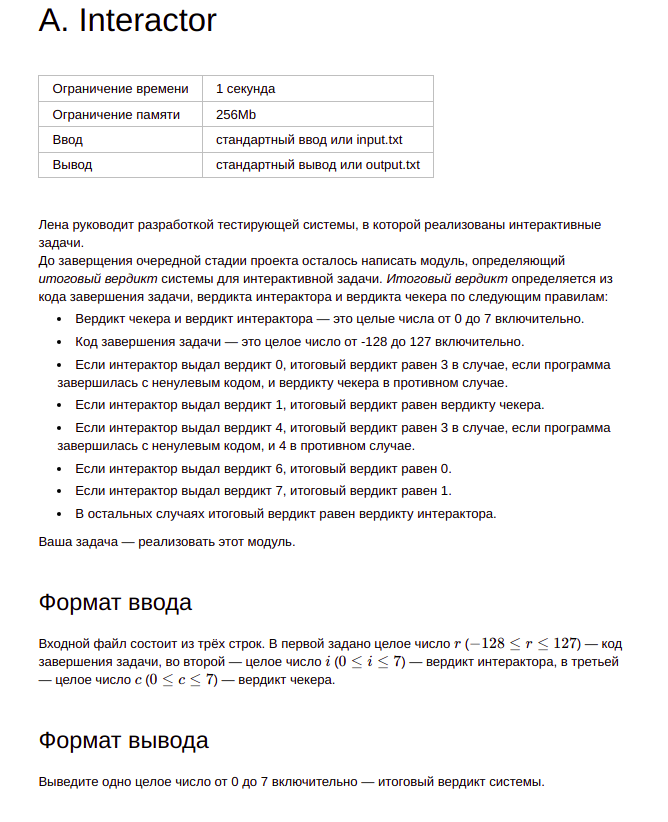 A. Interactor
Ограничение времени 1 секунда
Ограничение памяти 256Mb
Ввод стандартный ввод или input.txt
Вывод стандартный вывод или output.txt
Лена руководит разработкой тестирующей системы, в которой реализованы интерактивные
задачи.
До завершения очередной стадии проекта осталось написать модуль, определяющий
итоговый вердикт системы для интерактивной задачи. Итоговый вердикт определяется из
кода завершения задачи, вердикта интерактора и вердикта чекера по следующим правилам:
• Вердикт чекера и вердикт интерактора — это целые числа от 0 до 7 включительно.
• Код завершения задачи — это целое число от -128 до 127 включительно.
• Если интерактор выдал вердикт 0, итоговый вердикт равен 3 в случае, если программа
завершилась с ненулевым кодом, и вердикту чекера в противном случае.
• Если интерактор выдал вердикт 1, итоговый вердикт равен вердикту чекера.
• Если интерактор выдал вердикт 4, итоговый вердикт равен 3 в случае, если программа
завершилась с ненулевым кодом, и 4 в противном случае.
• Если интерактор выдал вердикт 6, итоговый вердикт равен 0.
• Если интерактор выдал вердикт 7, итоговый вердикт равен 1.
• В остальных случаях итоговый вердикт равен вердикту интерактора.
Ваша задача — реализовать этот модуль.
Формат ввода
Входной файл состоит из трёх строк. В первой задано целое число r (−128 ≤ r ≤ 127) — код
завершения задачи, во второй — целое число i (0 ≤ i ≤ 7) — вердикт интерактора, в третьей
— целое число c (0 ≤ c ≤ 7) — вердикт чекера.
Формат вывода
Выведите одно целое число от 0 до 7 включительно — итоговый вердикт системы.